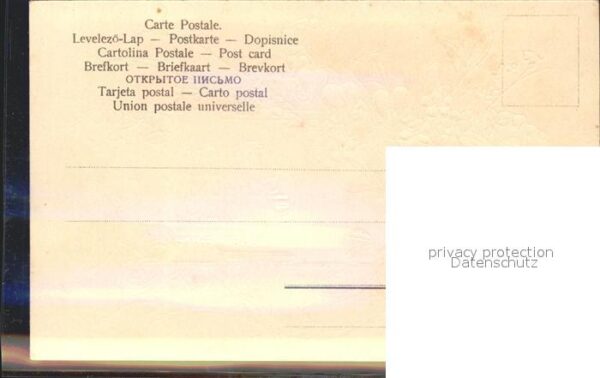 Carte Postale.
Levelező-Lap — Postkarte — Dopisnice
Cartolina Postale — Post card
Brefkort — Briefkaart — Brevkort
ОТКРЫТОЕ ПИСЬМО
Tarjeta postal — Carto postal
Union postale universelle
privacy protection
Datenschutz